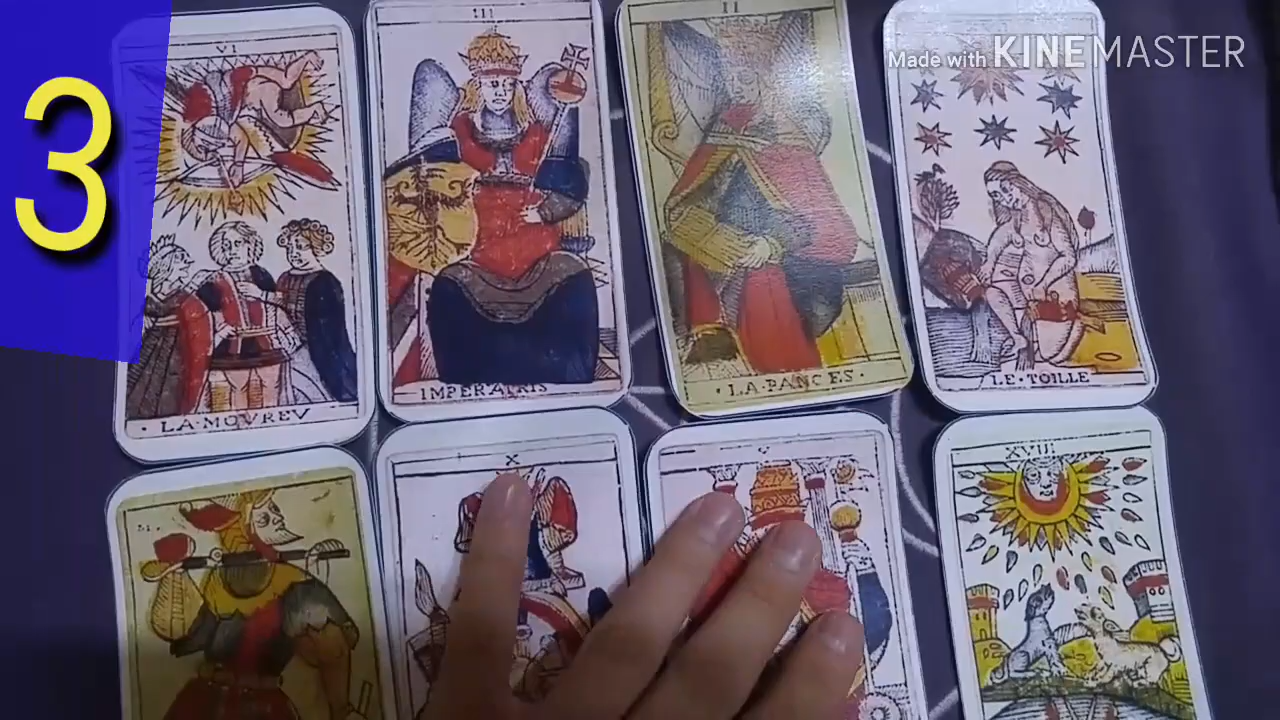 3
Made with KINEMASTER
VI
III
II
LA·MOVREV
IMPERATRIS
·LA·PANCES·
LE·TOILLE
X
V
XVIII